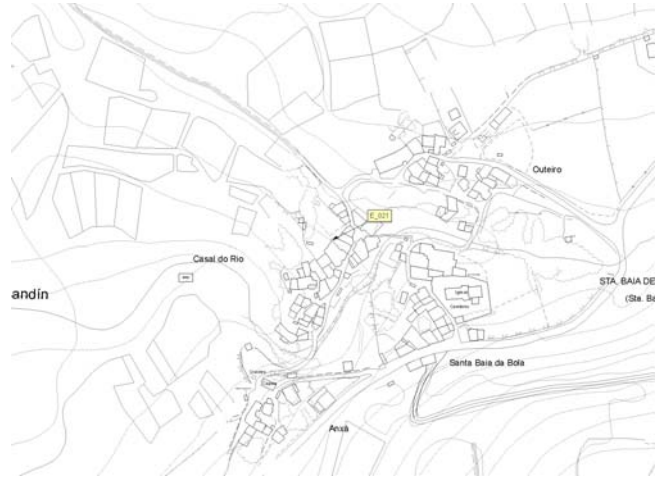 Outeiro
E_021
Casal do Rio
andín
STA. BAIA DE
(Sta. Ba
Santa Baia da Bola
Anxá